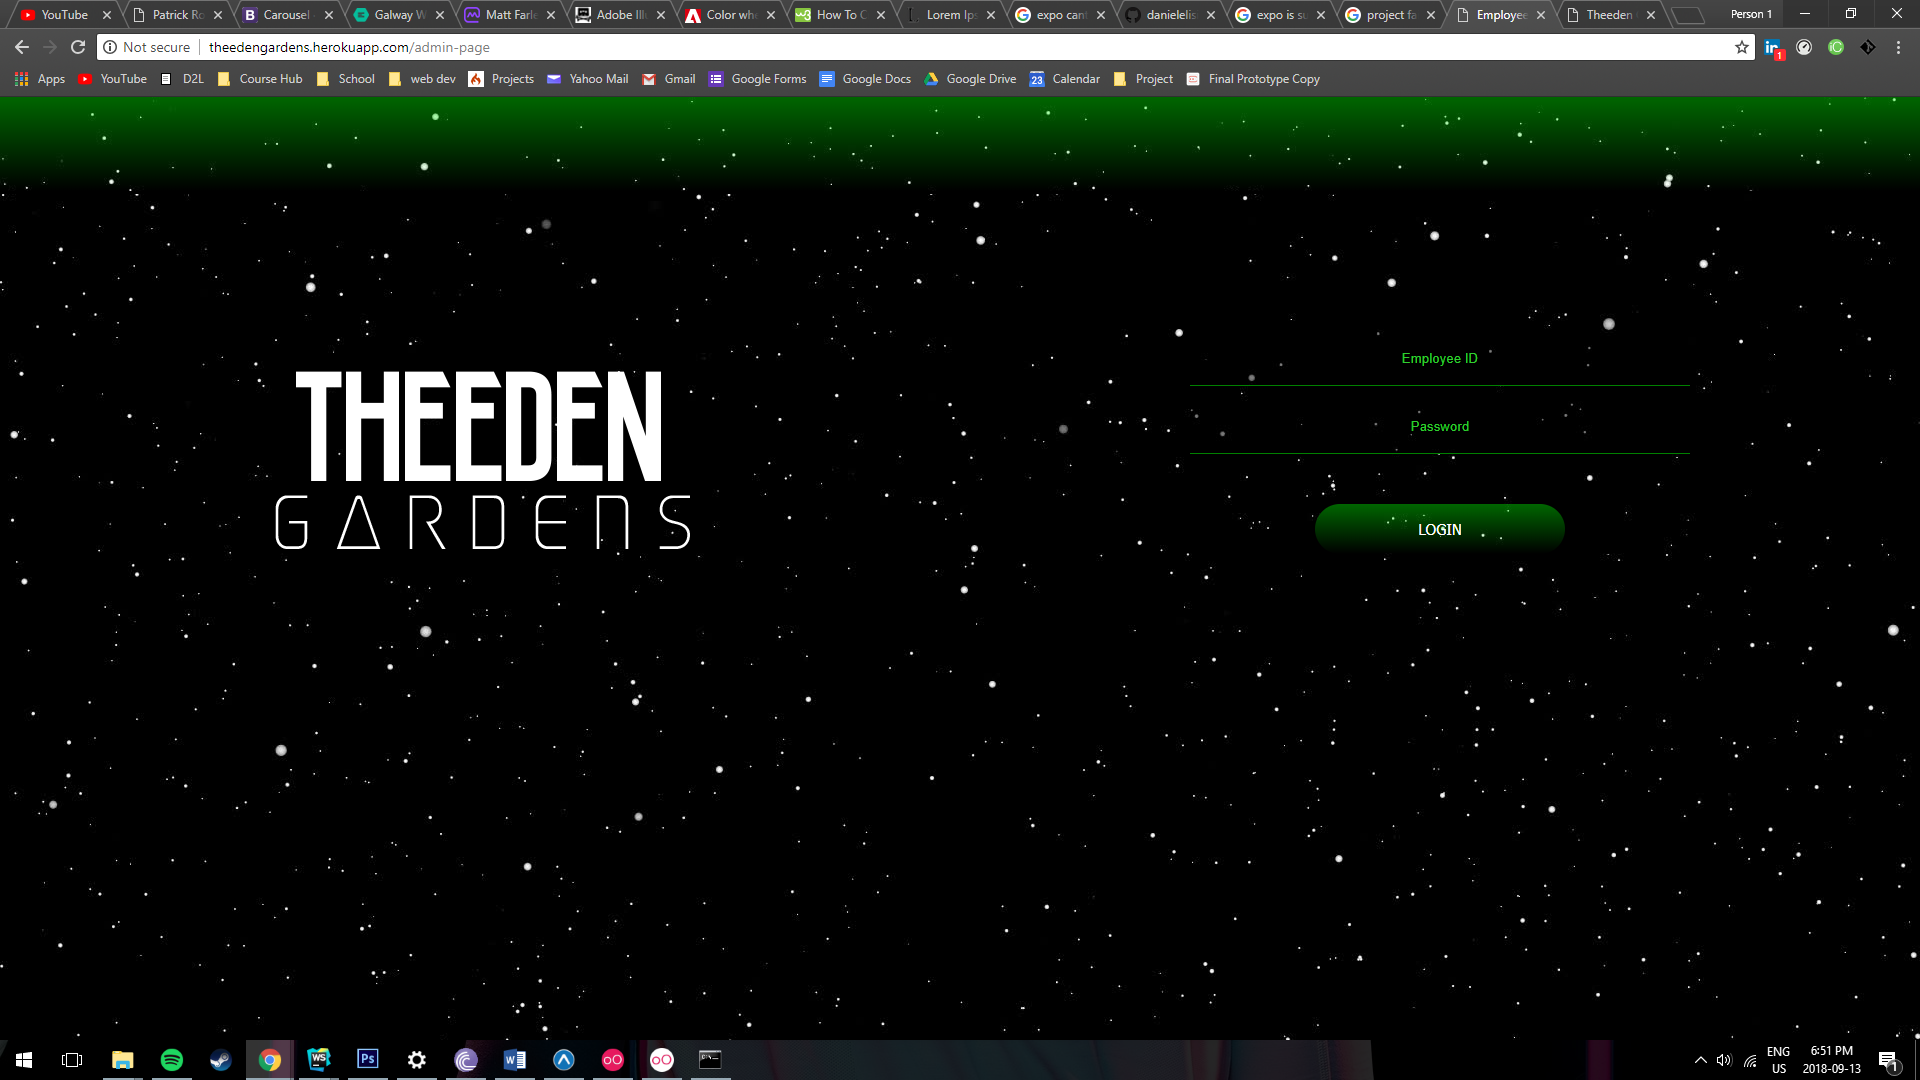 YouTube Patrick Ro Carousel Galway W Matt Farle Adobe Illu Color whe How To C Lorem Ips expo cant danielelis expo is su project fa Employee Theeden Person 1
Not secure theedengardens.herokuapp.com/admin-page
Apps YouTube D2L Course Hub School web dev Projects Yahoo Mail Gmail Google Forms Google Docs Google Drive 23 Calendar Project Final Prototype Copy
Employee ID
THEEDEN
Password
GARDENS
LOGIN
ENG 6:51 PM
US 2018-09-13